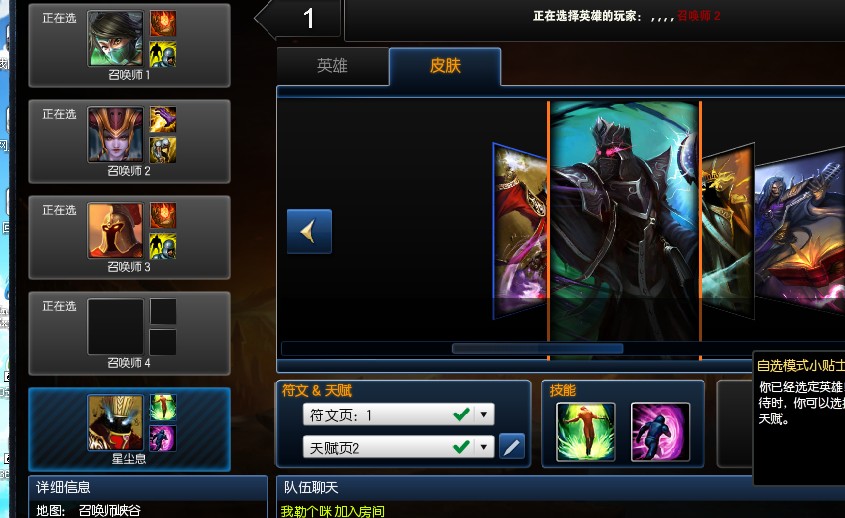 正在选
召唤师 1
正在选
召唤师 2
正在选
召唤师 3
正在选
召唤师 4
星尘息
详细信息
地图： 召唤师峡谷
1
正在选择英雄的玩家：,,,,召唤师 2
英雄
皮肤
符文 & 天赋
符文页：1
天赋页2
技能
自选模式小贴士
你已经选定英雄
待时，你可以选择
天赋。
队伍聊天
我勒个咪 加入房间